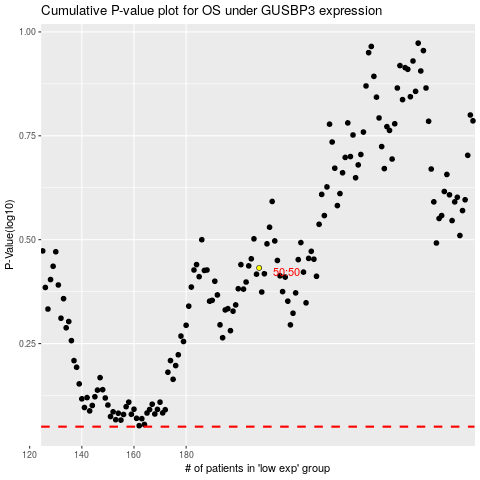 Cumulative P-value plot for OS under GUSBP3 expression
1.00
0.75
0.50
0.25
P-Value(log10)
50:50
120 140 160 180
# of patients in 'low exp' group